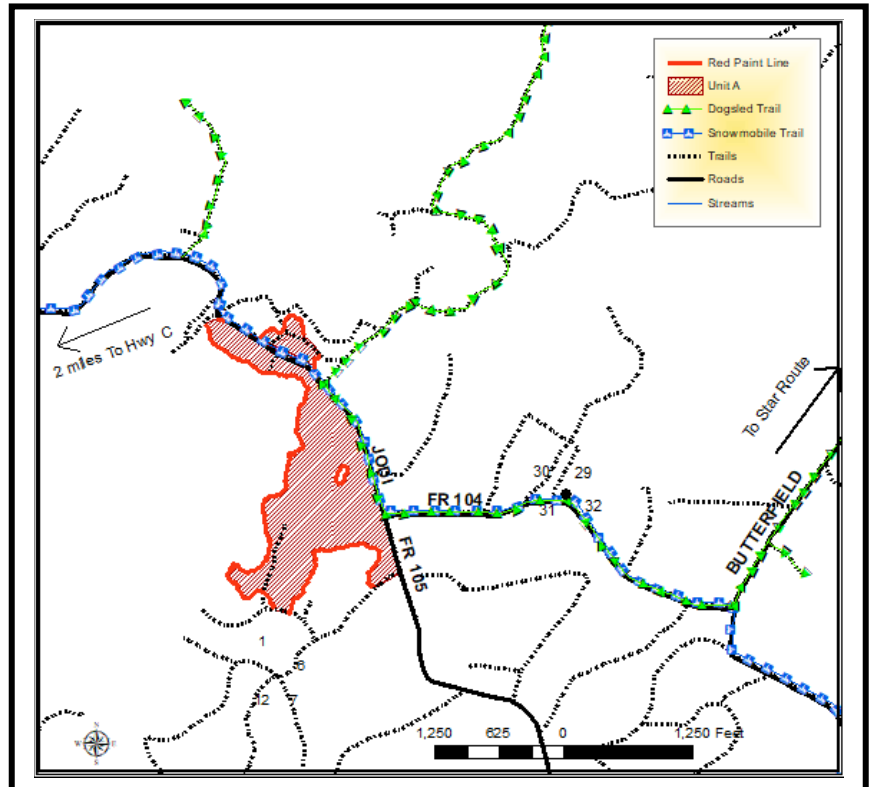 Red Paint Line
Unit A
Dogsled Trail
Snowmobile Trail
Trails
Roads
Streams
2 miles To Hwy C
To Star Route
JODI
30
29
FR 104
31
32
BUTTERFIELD
FR 105
1
6
12
7
N
W
E
S
1,250
625
0
1,250 Feet